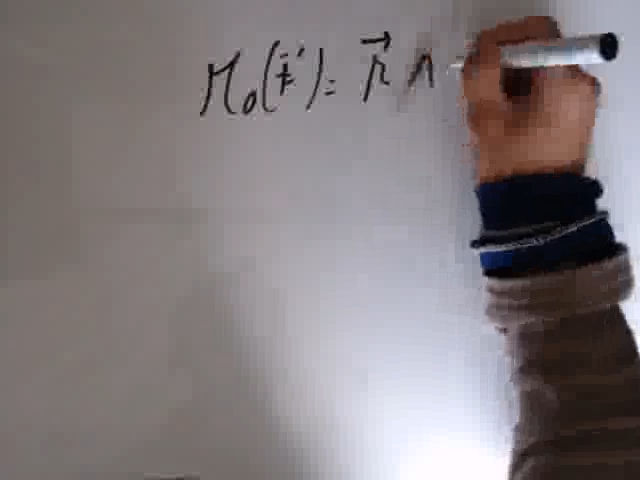 M₀(F⃗) = r⃗ ∧